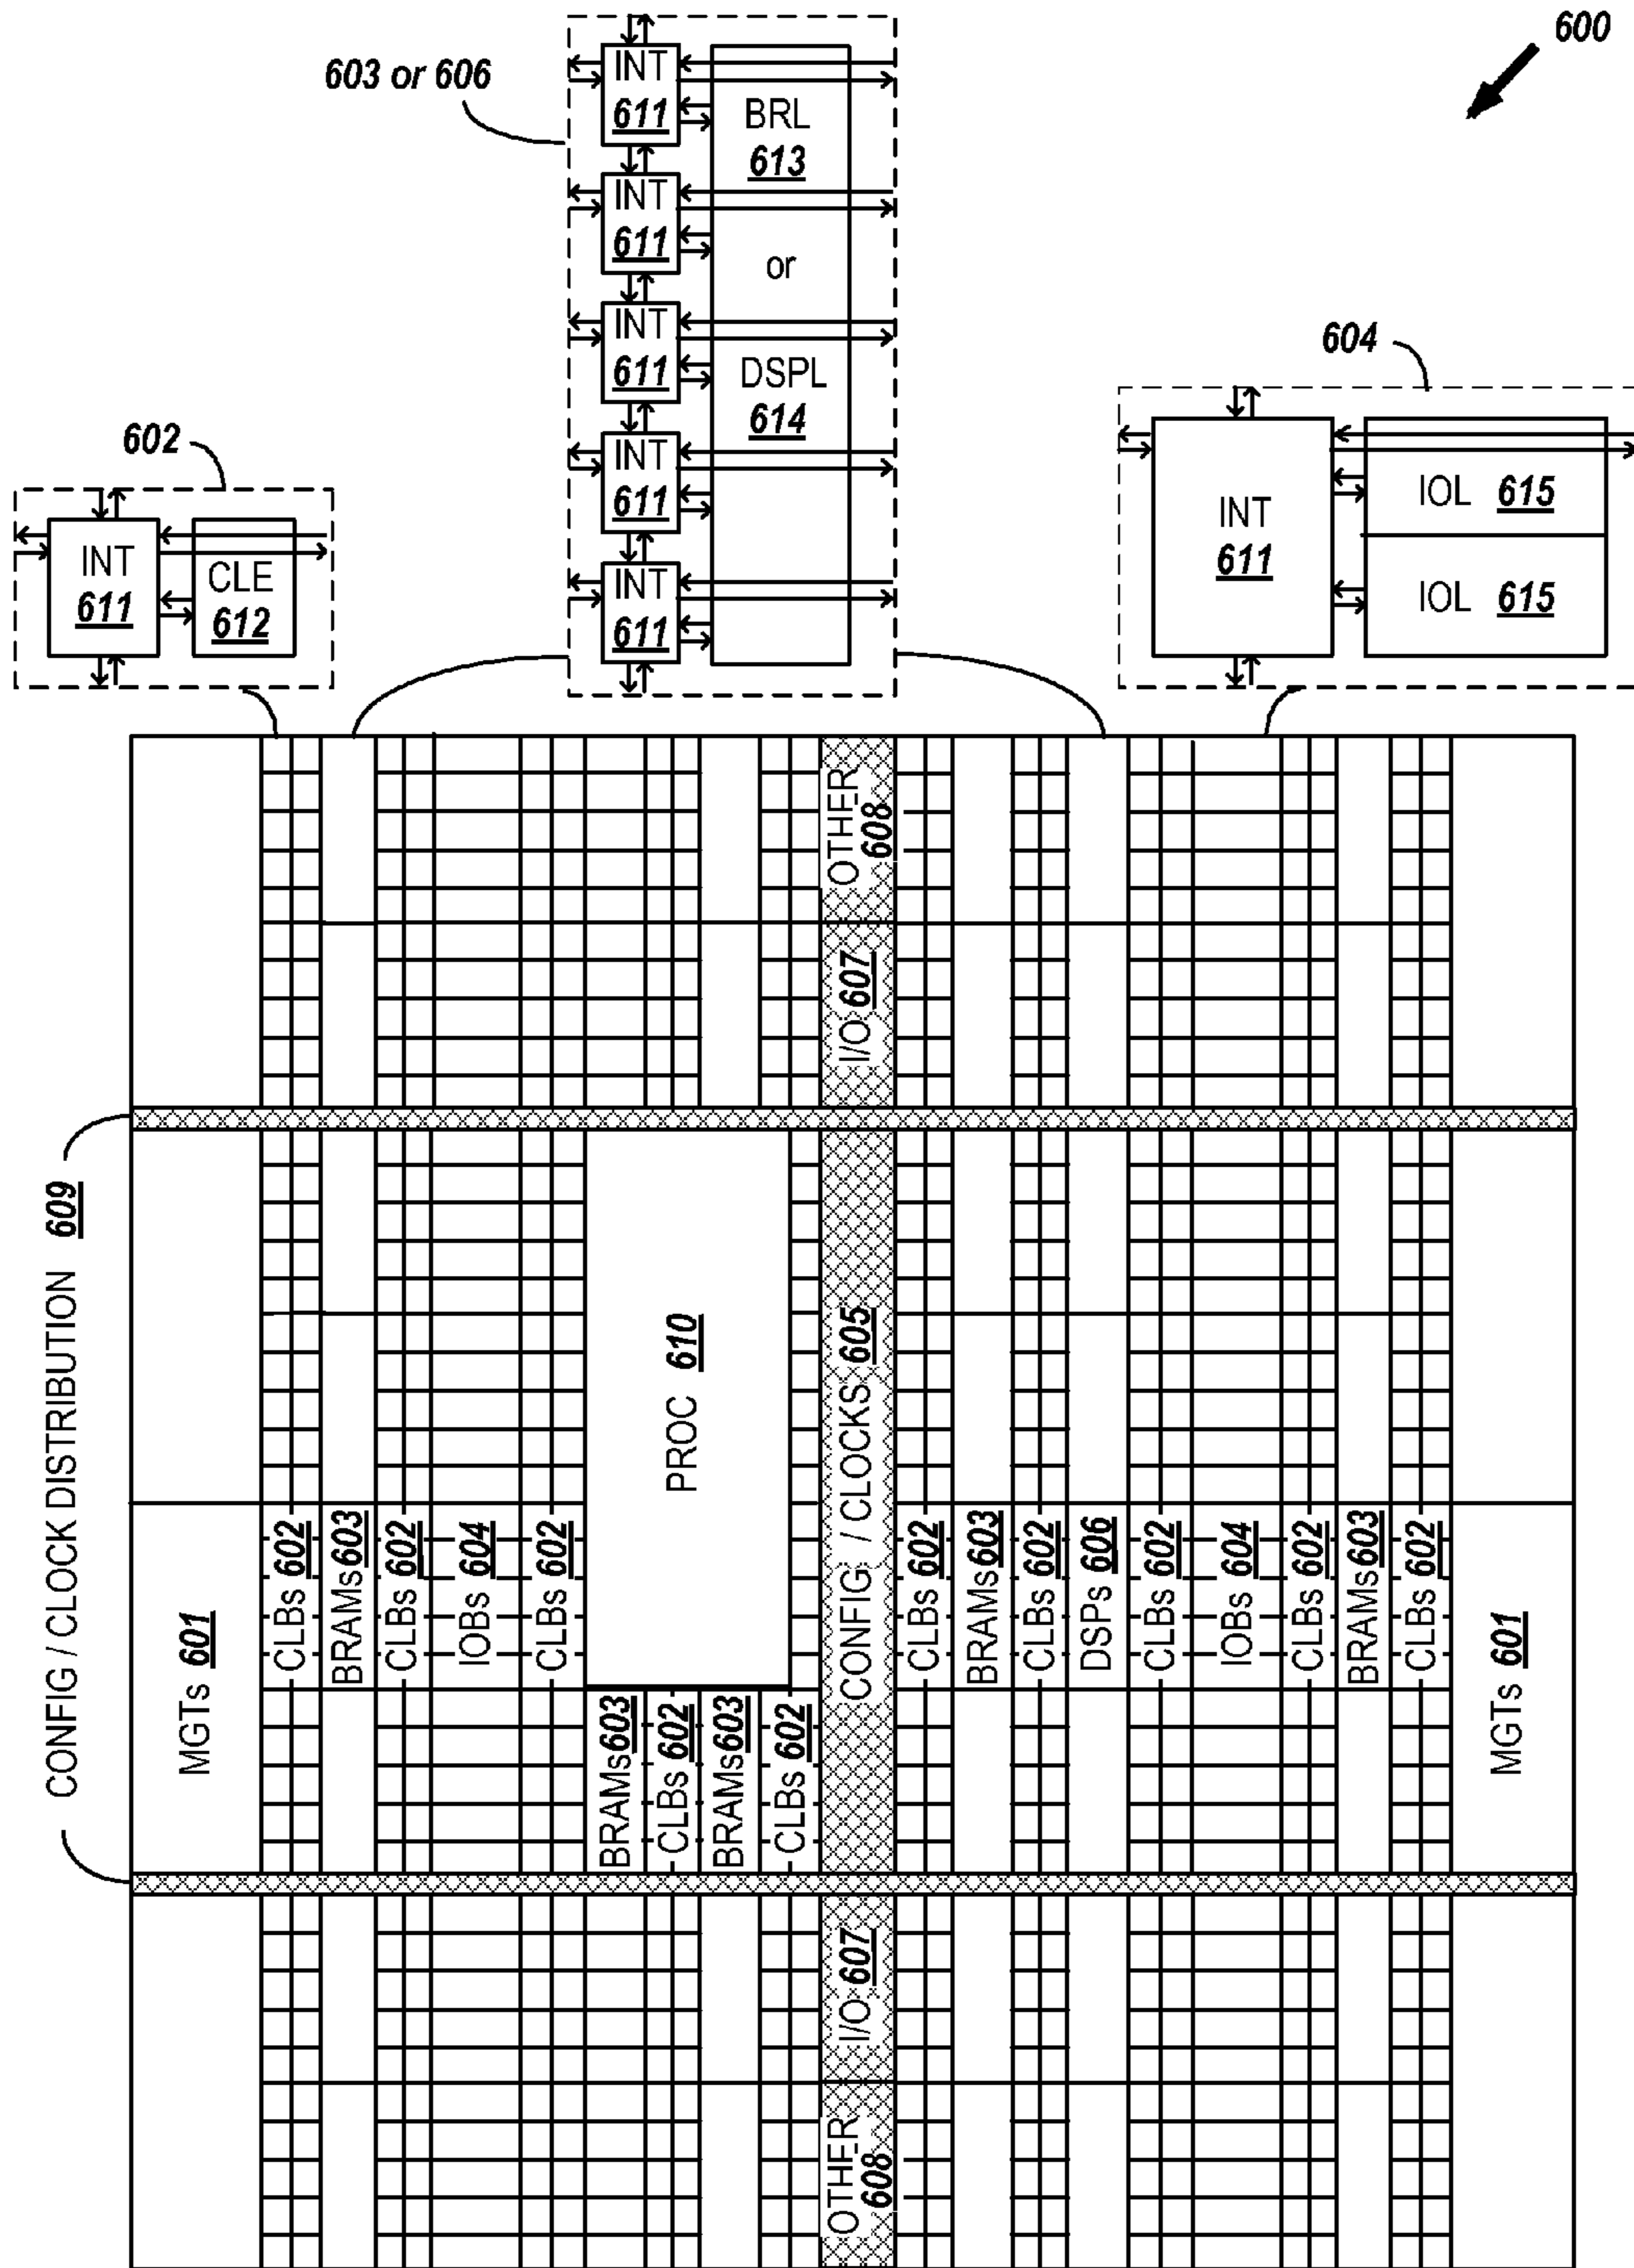 600
603 or 606
INT
611
INT
611
INT
611
INT
611
INT
611
BRL
613
or
DSPL
614
604
INT
611
IOL 615
IOL 615
602
INT
611
CLE
612
CONFIG / CLOCK DISTRIBUTION 609
MGTs 601
CLBs 602
BRAMs 603
CLBs 602
IOBs 604
CLBs 602
PROC 610
BRAMs 603
CLBs 602
BRAMs 603
CLBs 602
OTHER
608
I/O 607
CONFIG / CLOCKS 605
I/O 607
OTHER
608
CLBs 602
BRAMs 603
CLBs 602
DSPs 606
CLBs 602
IOBs 604
CLBs 602
BRAMs 603
CLBs 602
MGTs 601